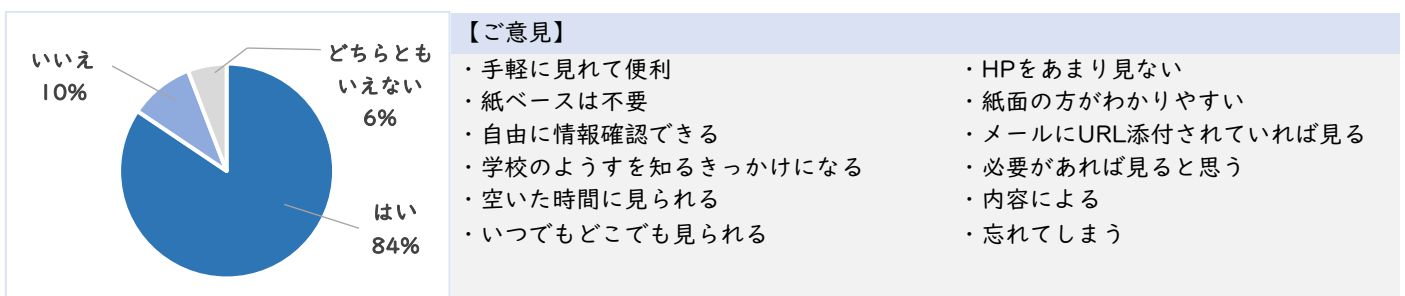 いいえ
10%
どちらとも
いえない
6%
はい
84%
【ご意見】
・手軽に見れて便利
・紙ベースは不要
・自由に情報確認できる
・学校のようすを知るきっかけになる
・空いた時間に見られる
・いつでもどこでも見られる
・HPをあまり見ない
・紙面の方がわかりやすい
・メールにURL添付されていれば見る
・必要があれば見ると思う
・内容による
・忘れてしまう